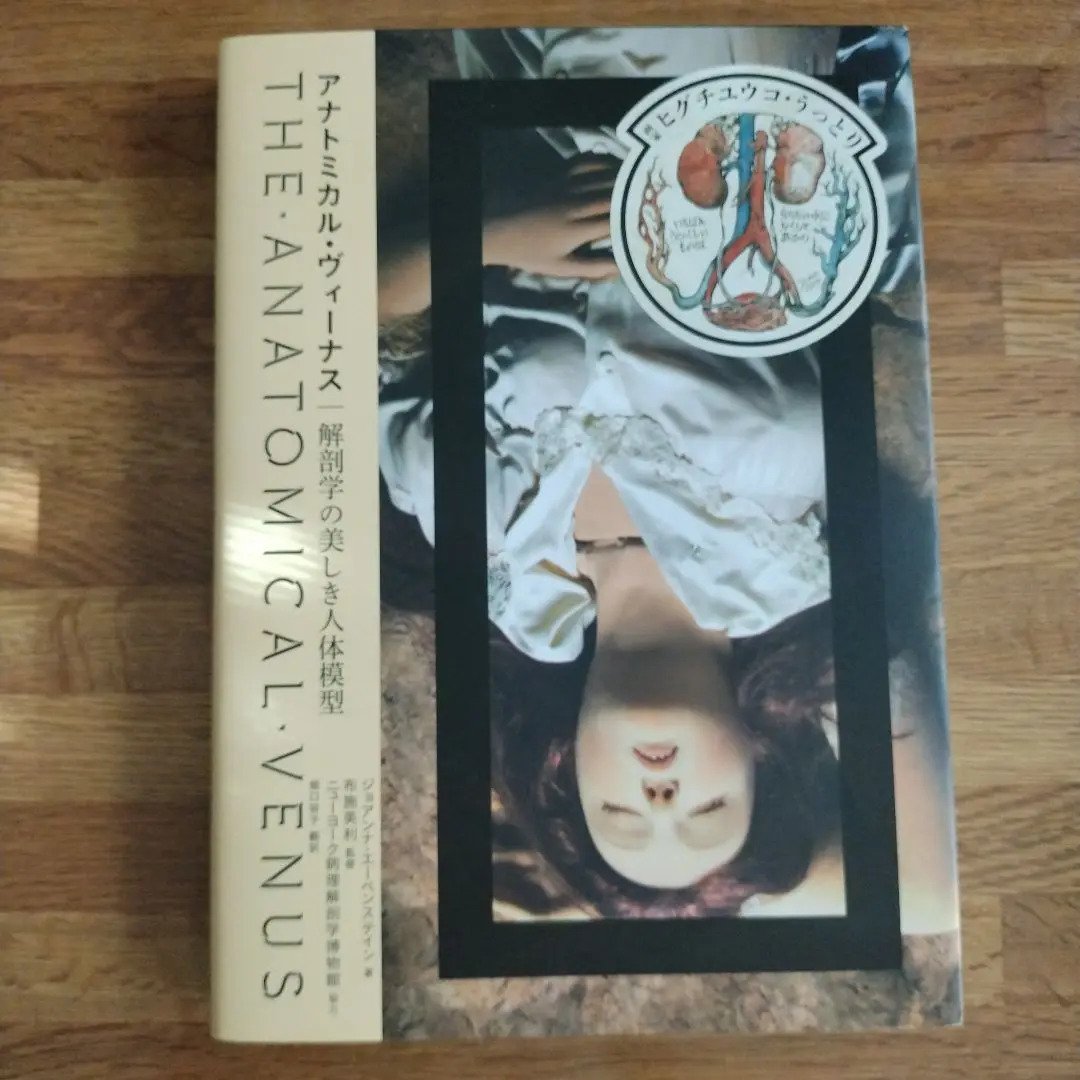 アナトミカル・ヴィーナス｜解剖学の美しき人体模型
THE・ANATOMICAL・VENUS
ジョアンナ・エーベンステイン 著
布施英利 監修
ニューヨーク病理解剖学博物館
ヒグチユウコ・うっとり